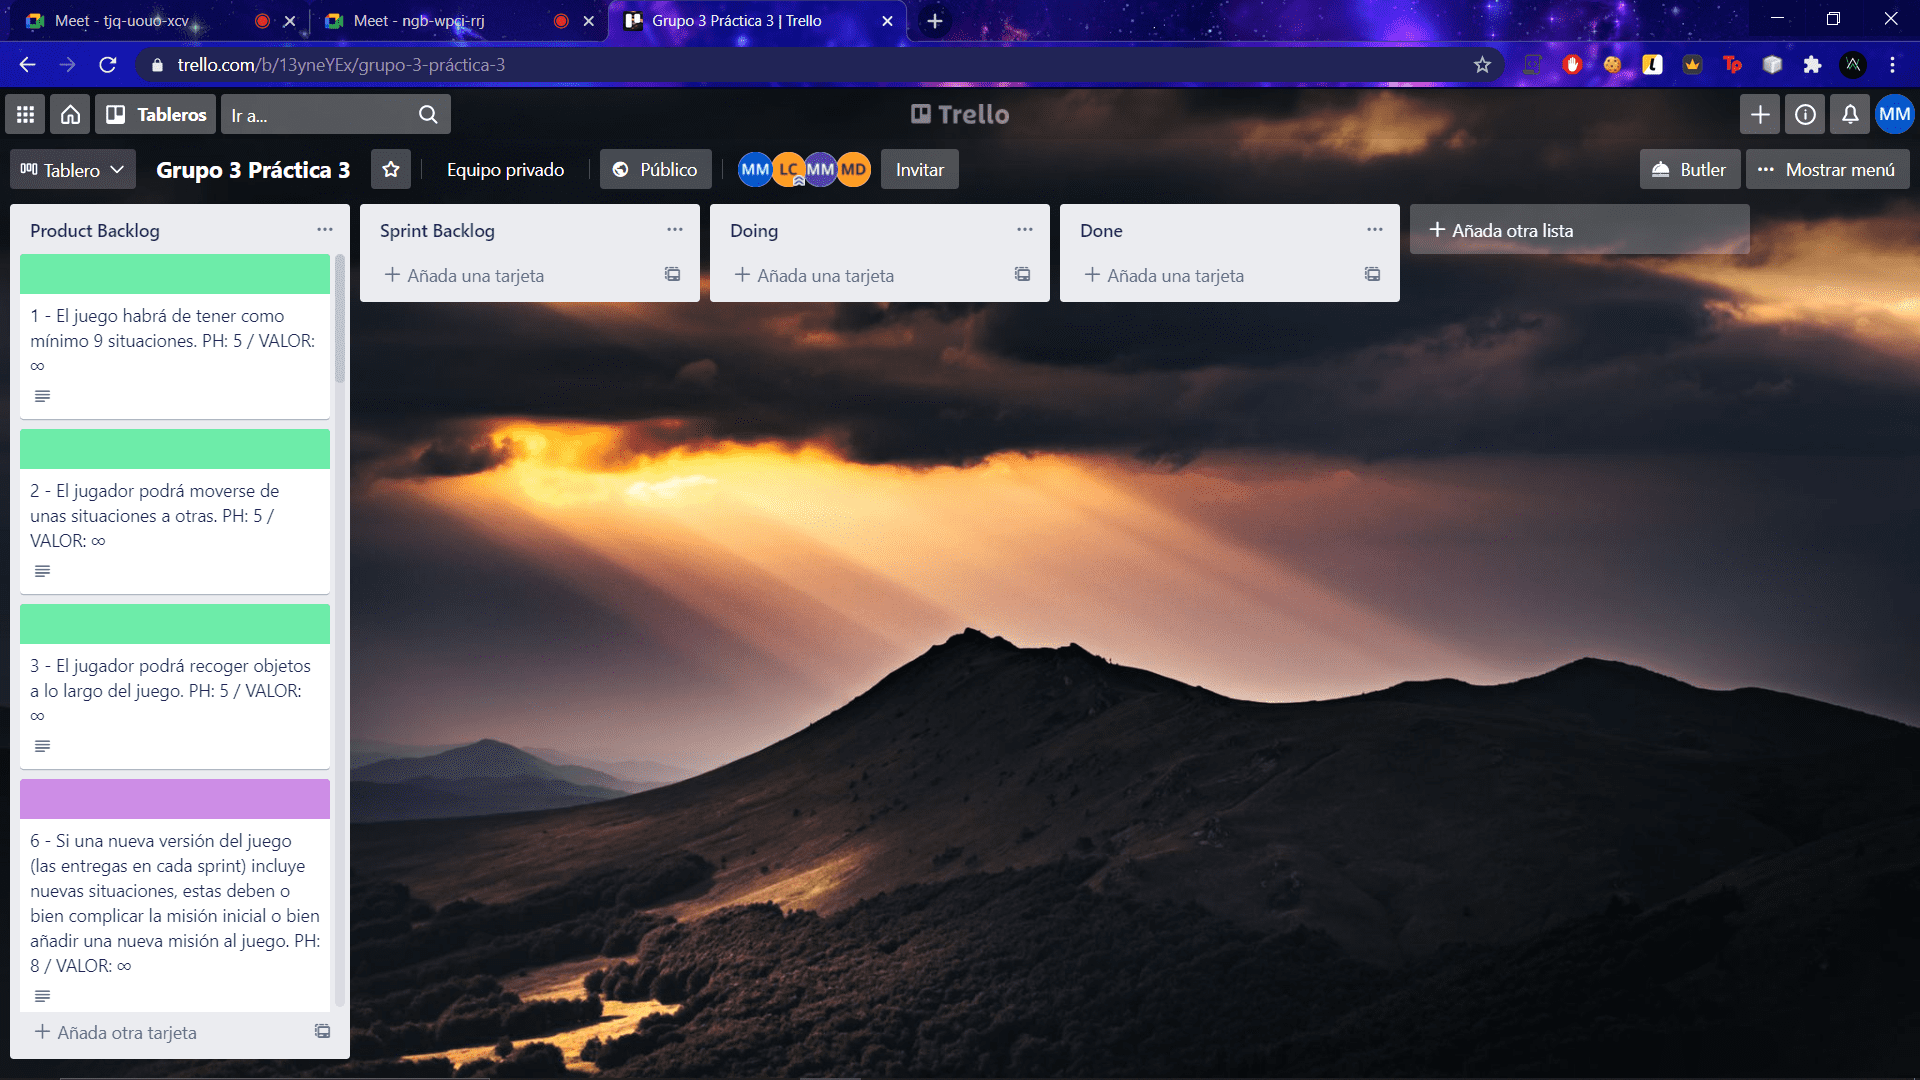 Meet - tjq-uouo-xcv
Meet - ngb-wpcj-rrj
Grupo 3 Práctica 3 | Trello
trello.com/b/13yneYEx/grupo-3-práctica-3
Tableros
Ir a...
Trello
MM
Tablero
Grupo 3 Práctica 3
Equipo privado
Público
MM
LC
MM
MD
Invitar
Butler
Mostrar menú
Product Backlog
1 - El juego habrá de tener como
mínimo 9 situaciones. PH: 5 / VALOR:
∞
2 - El jugador podrá moverse de
unas situaciones a otras. PH: 5 /
VALOR: ∞
3 - El jugador podrá recoger objetos
a lo largo del juego. PH: 5 / VALOR:
∞
6 - Si una nueva versión del juego
(las entregas en cada sprint) incluye
nuevas situaciones, estas deben o
bien complicar la misión inicial o bien
añadir una nueva misión al juego. PH:
8 / VALOR: ∞
Añada otra tarjeta
Sprint Backlog
Añada una tarjeta
Doing
Añada una tarjeta
Done
Añada una tarjeta
Añada otra lista